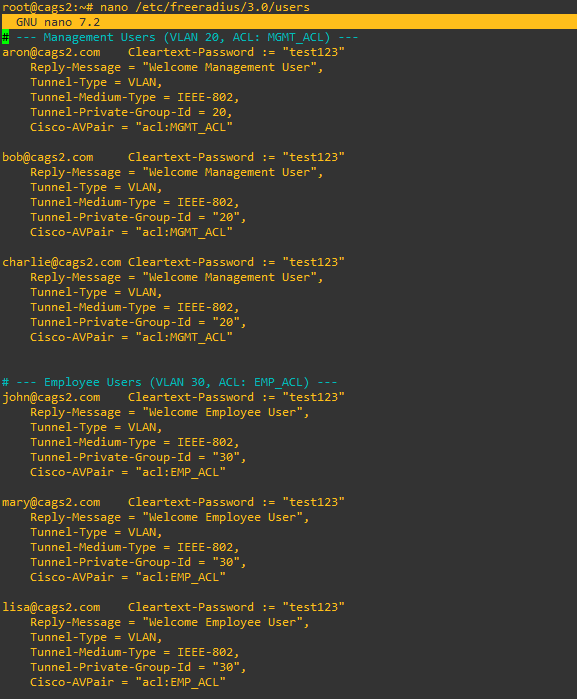 root@cags2:~# nano /etc/freeradius/3.0/users
GNU nano 7.2
# --- Management Users (VLAN 20, ACL: MGMT_ACL) ---
aron@cags2.com     Cleartext-Password := "test123"
    Reply-Message = "Welcome Management User",
    Tunnel-Type = VLAN,
    Tunnel-Medium-Type = IEEE-802,
    Tunnel-Private-Group-Id = 20,
    Cisco-AVPair = "acl:MGMT_ACL"

bob@cags2.com     Cleartext-Password := "test123"
    Reply-Message = "Welcome Management User",
    Tunnel-Type = VLAN,
    Tunnel-Medium-Type = IEEE-802,
    Tunnel-Private-Group-Id = "20",
    Cisco-AVPair = "acl:MGMT_ACL"

charlie@cags2.com Cleartext-Password := "test123"
    Reply-Message = "Welcome Management User",
    Tunnel-Type = VLAN,
    Tunnel-Medium-Type = IEEE-802,
    Tunnel-Private-Group-Id = "20",
    Cisco-AVPair = "acl:MGMT_ACL"

# --- Employee Users (VLAN 30, ACL: EMP_ACL) ---
john@cags2.com    Cleartext-Password := "test123"
    Reply-Message = "Welcome Employee User",
    Tunnel-Type = VLAN,
    Tunnel-Medium-Type = IEEE-802,
    Tunnel-Private-Group-Id = "30",
    Cisco-AVPair = "acl:EMP_ACL"

mary@cags2.com    Cleartext-Password := "test123"
    Reply-Message = "Welcome Employee User",
    Tunnel-Type = VLAN,
    Tunnel-Medium-Type = IEEE-802,
    Tunnel-Private-Group-Id = "30",
    Cisco-AVPair = "acl:EMP_ACL"

lisa@cags2.com    Cleartext-Password := "test123"
    Reply-Message = "Welcome Employee User",
    Tunnel-Type = VLAN,
    Tunnel-Medium-Type = IEEE-802,
    Tunnel-Private-Group-Id = "30",
    Cisco-AVPair = "acl:EMP_ACL"